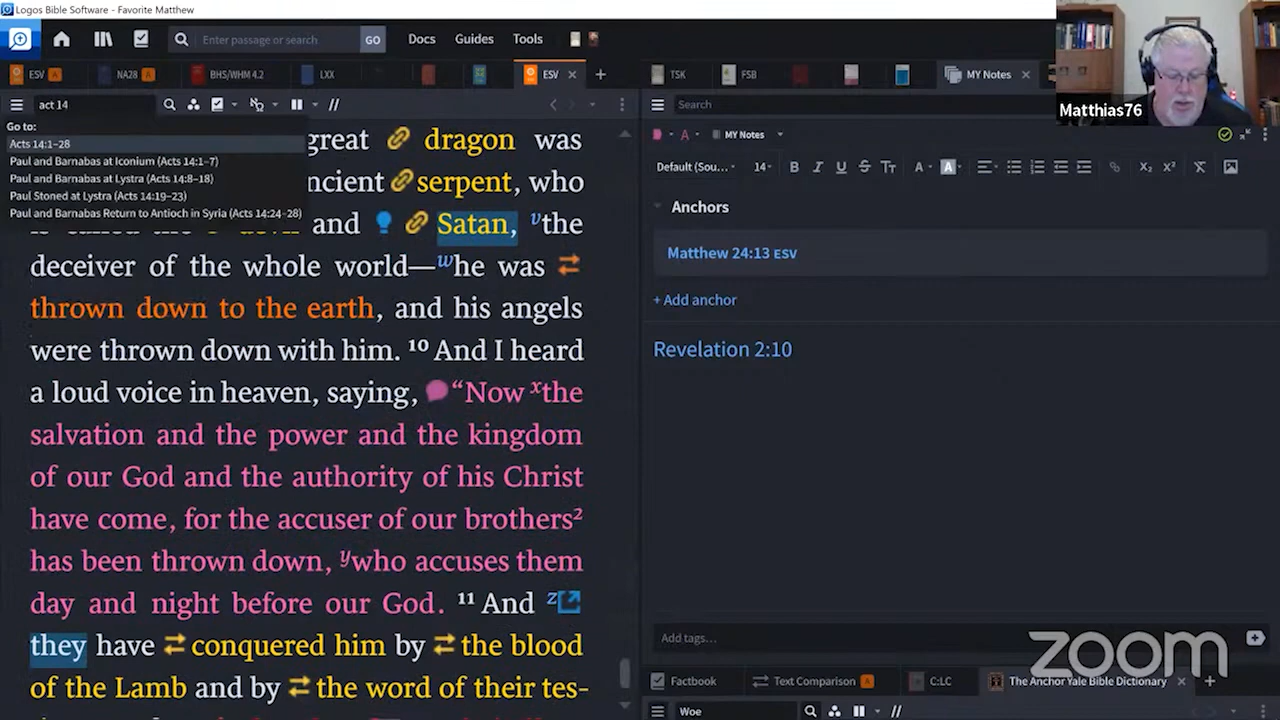 Logos Bible Software - Favorite Matthew
Enter passage or search GO Docs Guides Tools
ESV A NA28 A BHS/WHM 4.2 LXX ESV × +
TSK FSB MY Notes ×
act 14
Search
Go to:
Acts 14:1–28
Paul and Barnabas at Iconium (Acts 14:1–7)
Paul and Barnabas at Lystra (Acts 14:8–18)
Paul Stoned at Lystra (Acts 14:19–23)
Paul and Barnabas Return to Antioch in Syria (Acts 14:24–28)
great dragon was
ncient serpent, who
and Satan, vthe
deceiver of the whole world—whe was
thrown down to the earth, and his angels
were thrown down with him. 10 And I heard
a loud voice in heaven, saying, “Now xthe
salvation and the power and the kingdom
of our God and the authority of his Christ
have come, for the accuser of our brothers2
has been thrown down, ywho accuses them
day and night before our God. 11 And z
they have conquered him by the blood
of the Lamb and by the word of their tes-
MY Notes
Default (Sou... 14 B I U S TT A A X2 X2
Anchors
Matthew 24:13 ESV
+ Add anchor
Revelation 2:10
Add tags…
Factbook Text Comparison A C:LC The Anchor Yale Bible Dictionary × +
Woe
Matthias76
zoom